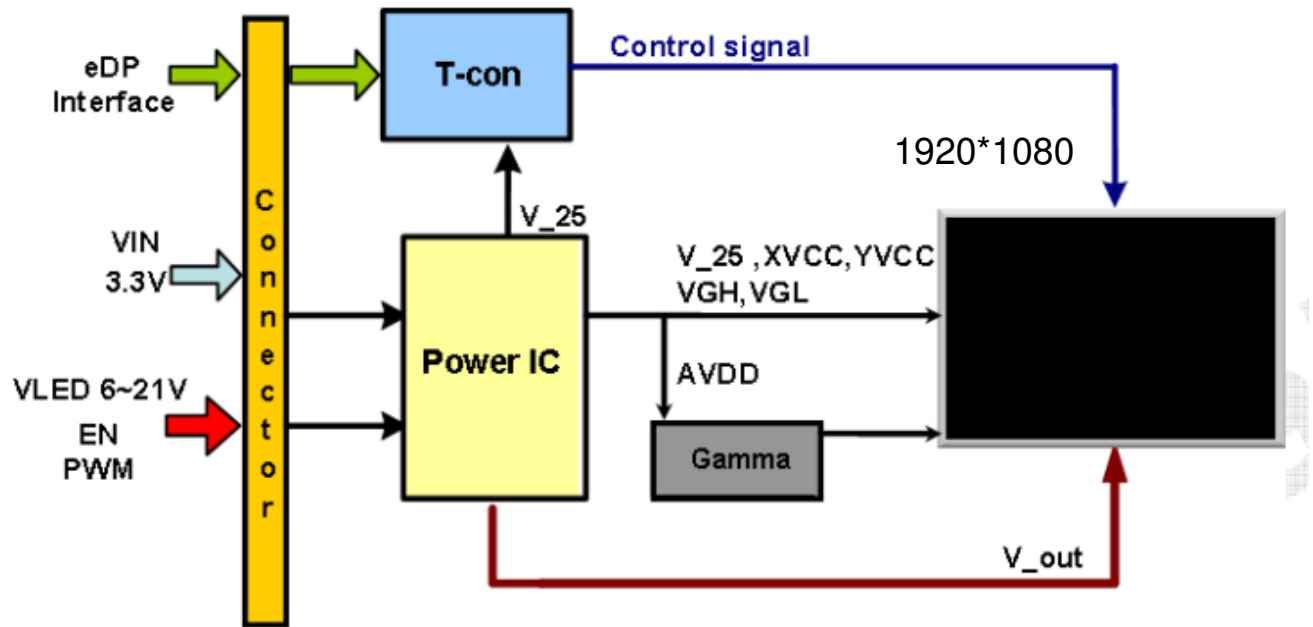 eDP
Interface
T-con
Control signal
1920*1080
Connector
V_25
VIN
3.3V
V_25 ,XVCC,YVCC
VGH,VGL
Power IC
AVDD
VLED 6~21V
EN
PWM
Gamma
V_out